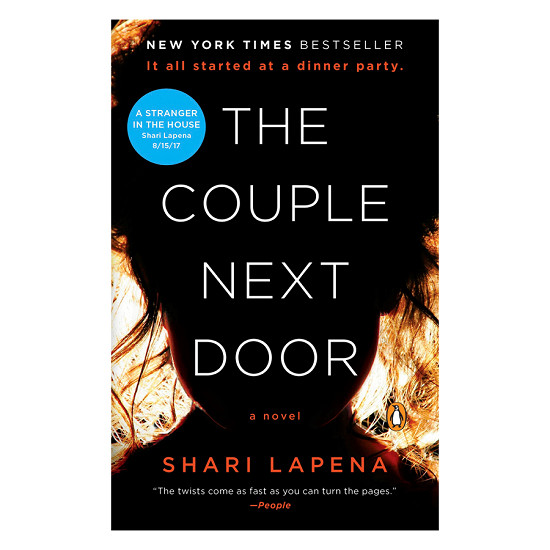 NEW YORK TIMES BESTSELLER
It all started at a dinner party.
A STRANGER
IN THE HOUSE
Shari Lapena
8/15/17
THE
COUPLE
NEXT
DOOR
a novel
SHARI LAPENA
“The twists come as fast as you can turn the pages.”
—People